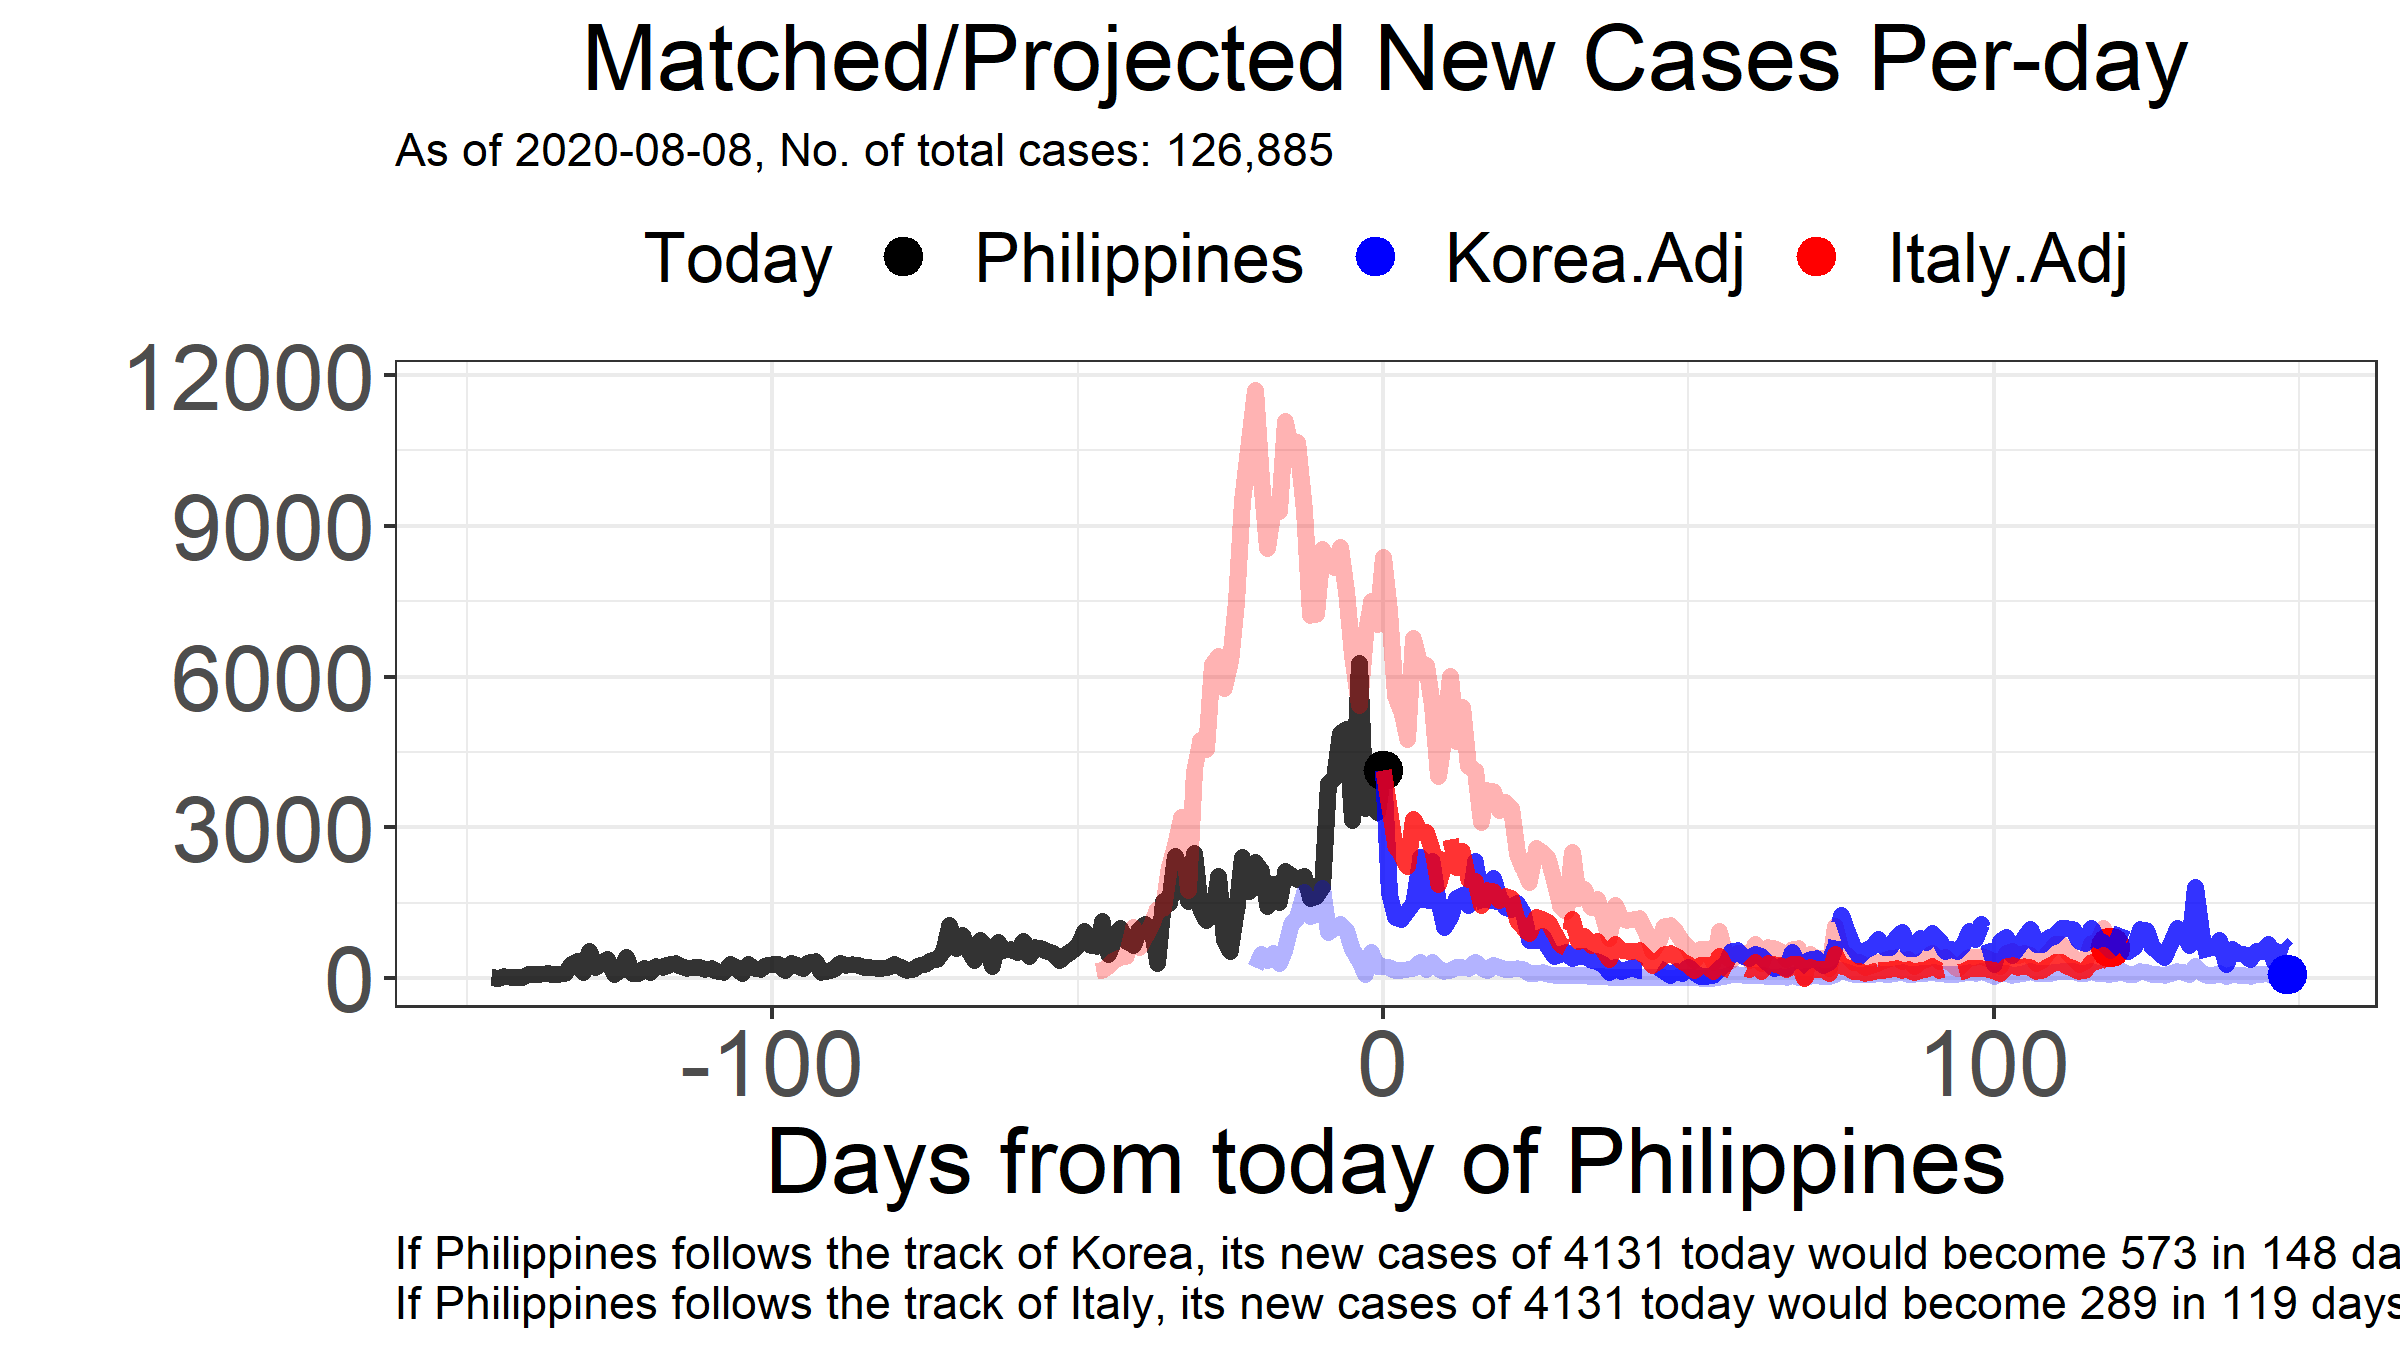 Matched/Projected New Cases Per-day
As of 2020-08-08, No. of total cases: 126,885
Today Philippines Korea.Adj Italy.Adj
12000
9000
6000
3000
0
-100 0 100
Days from today of Philippines
If Philippines follows the track of Korea, its new cases of 4131 today would become 573 in 148 da
If Philippines follows the track of Italy, its new cases of 4131 today would become 289 in 119 days